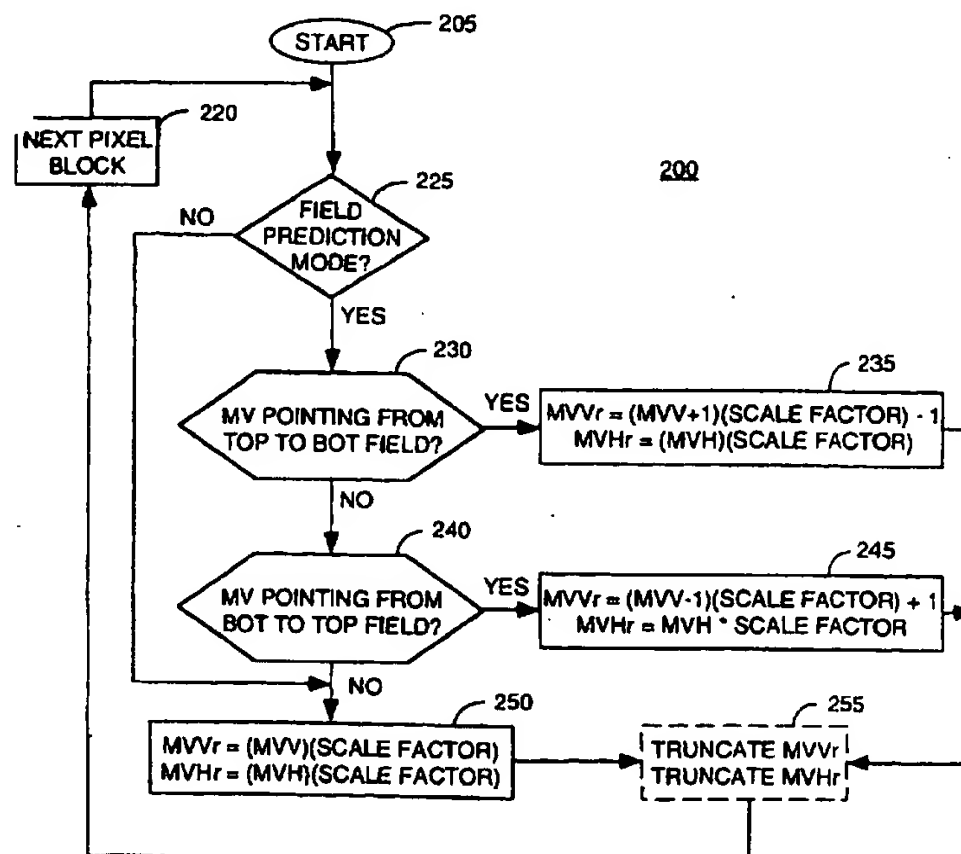 205
START
220
NEXT PIXEL
BLOCK
200
225
FIELD
PREDICTION
MODE?
NO
YES
230
MV POINTING FROM
TOP TO BOT FIELD?
YES
235
MVVr = (MVV+1)(SCALE FACTOR) - 1
MVHr = (MVH)(SCALE FACTOR)
NO
240
MV POINTING FROM
BOT TO TOP FIELD?
YES
245
MVVr = (MVV-1)(SCALE FACTOR) + 1
MVHr = MVH * SCALE FACTOR
NO
250
MVVr = (MVV)(SCALE FACTOR)
MVHr = (MVH)(SCALE FACTOR)
255
TRUNCATE MVVr
TRUNCATE MVHr